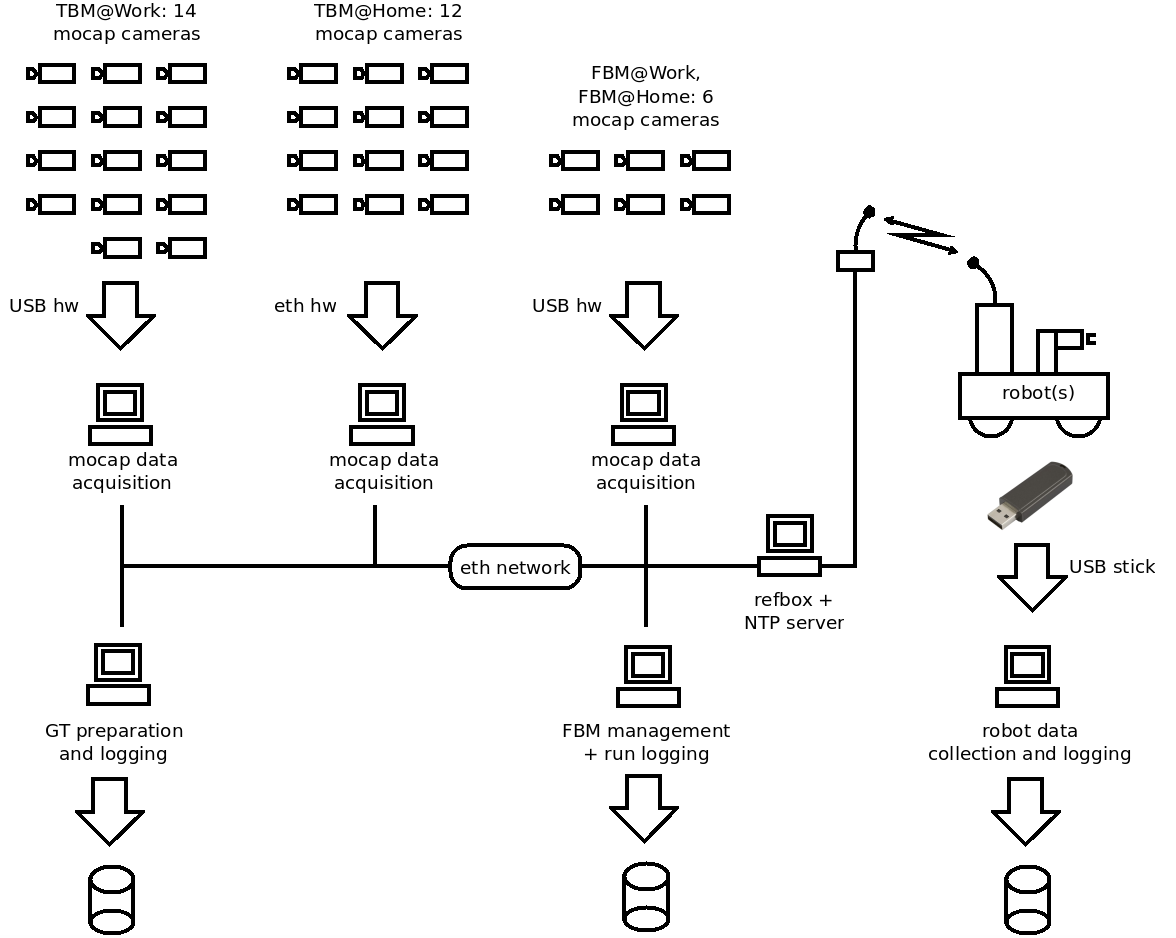 TBM@Work: 14
mocap cameras
TBM@Home: 12
mocap cameras
FBM@Work,
FBM@Home: 6
mocap cameras
USB hw
eth hw
USB hw
robot(s)
mocap data
acquisition
mocap data
acquisition
mocap data
acquisition
eth network
USB stick
refbox +
NTP server
GT preparation
and logging
FBM management
+ run logging
robot data
collection and logging